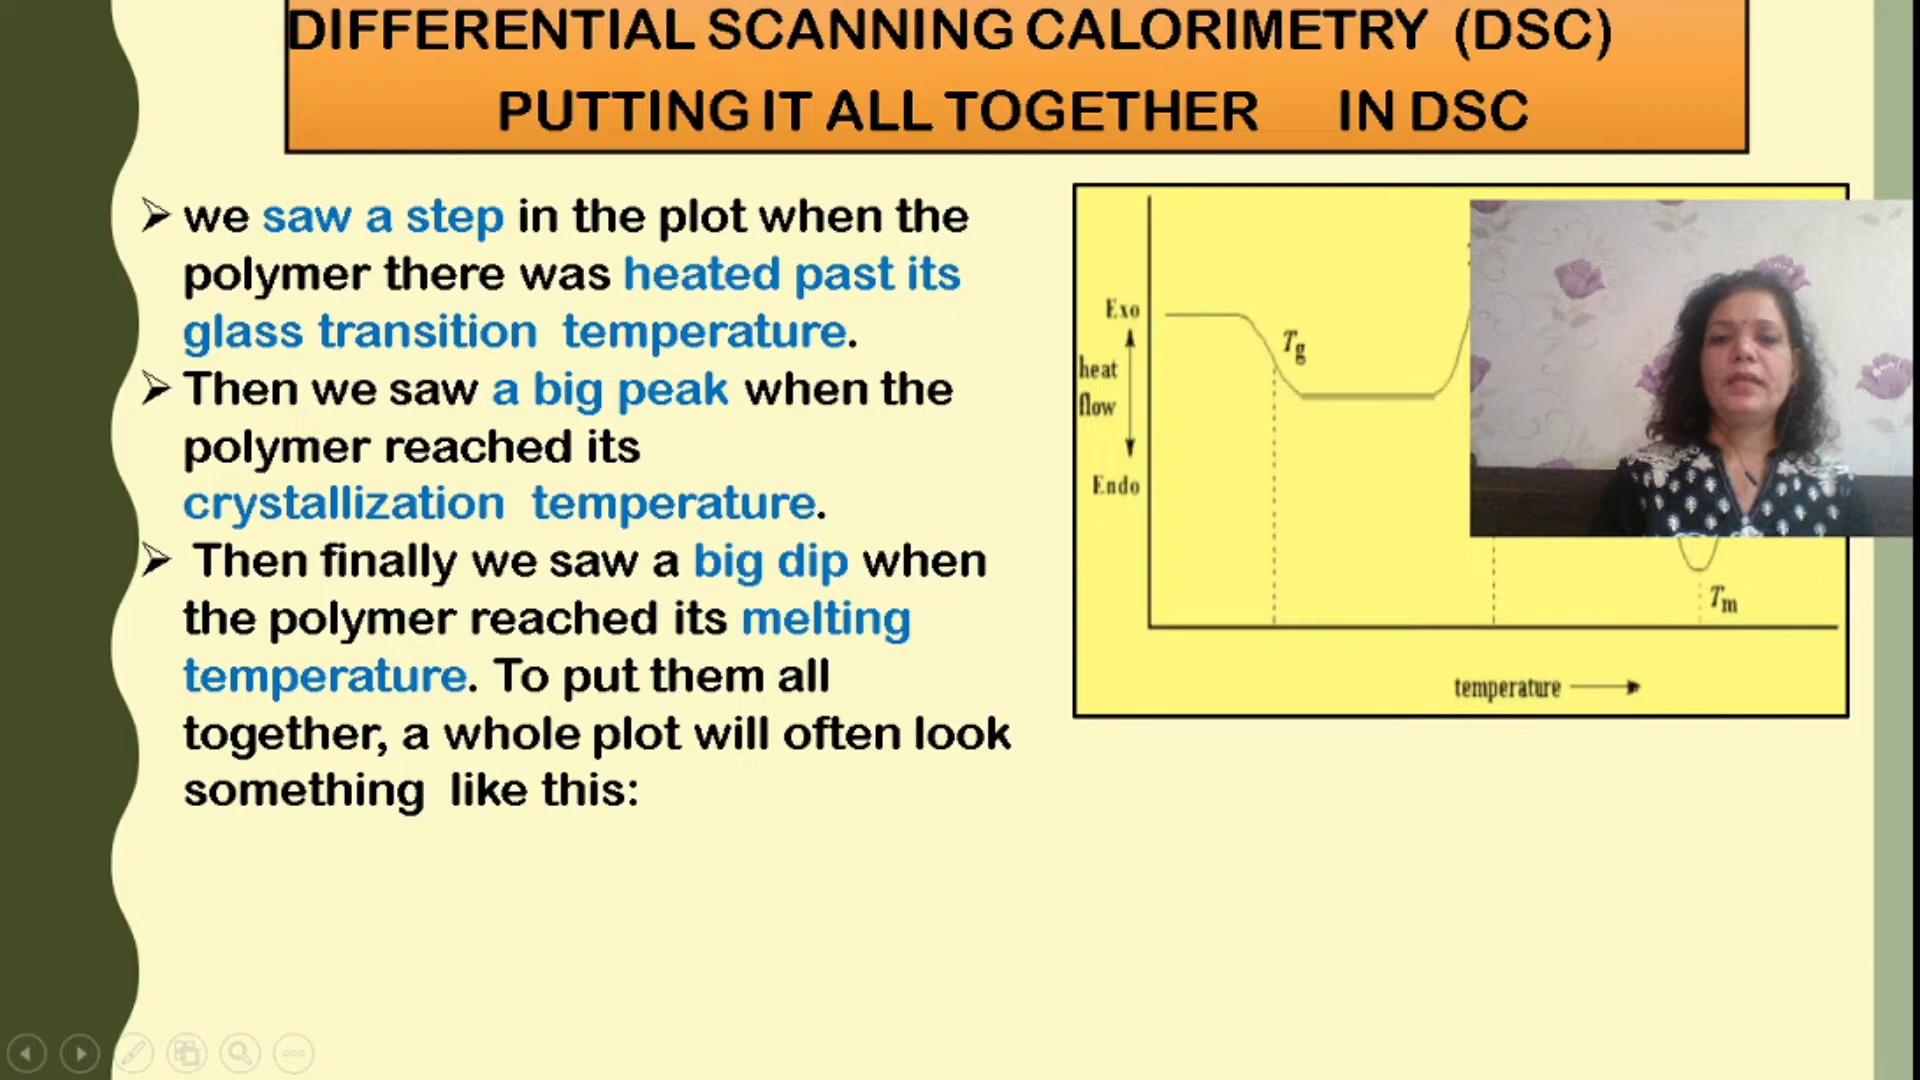 DIFFERENTIAL SCANNING CALORIMETRY (DSC)
PUTTING IT ALL TOGETHER IN DSC
we saw a step in the plot when the
polymer there was heated past its
glass transition temperature.
Then we saw a big peak when the
polymer reached its
crystallization temperature.
Then finally we saw a big dip when
the polymer reached its melting
temperature. To put them all
together, a whole plot will often look
something like this:
Exo
heat
flow
Endo
Tg
Tm
temperature